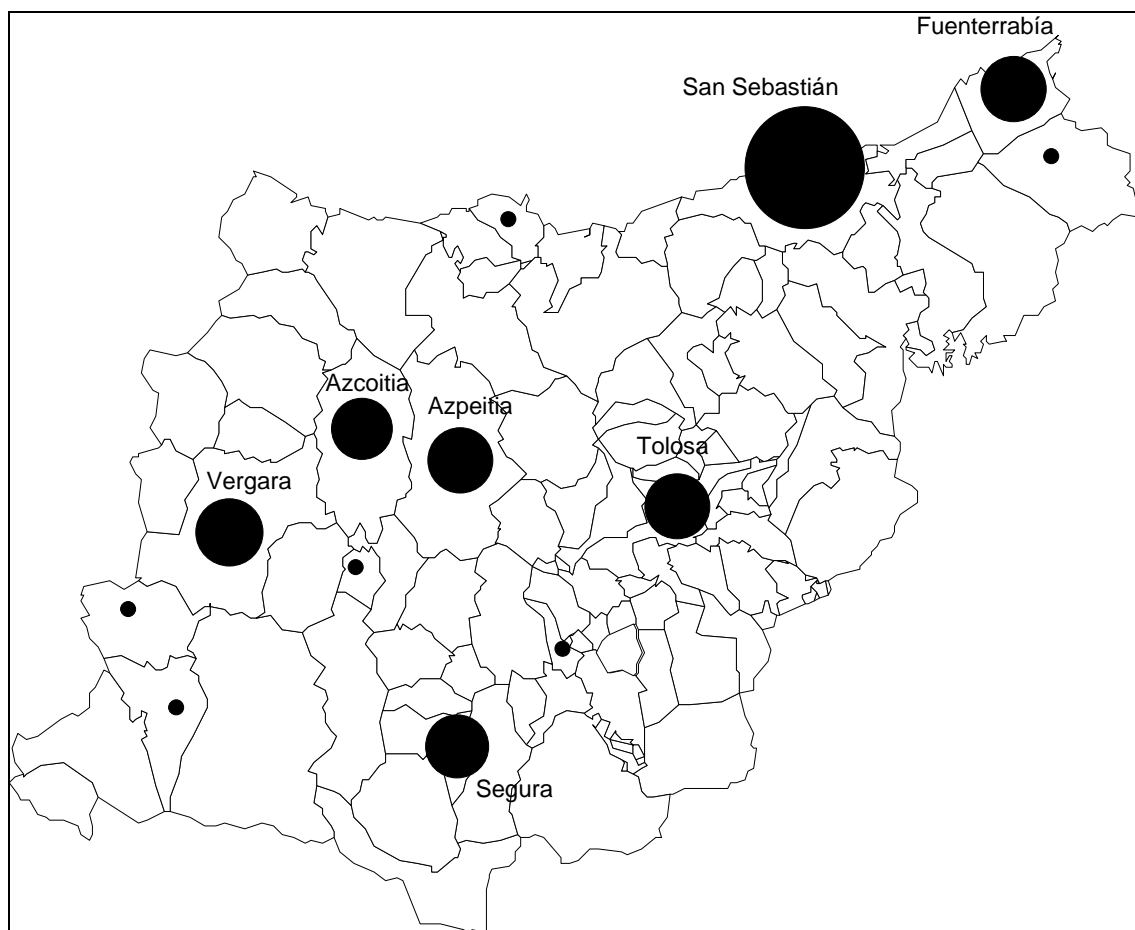 Fuenterrabía
San Sebastián
Azcoitia
Azpeitia
Tolosa
Vergara
Segura